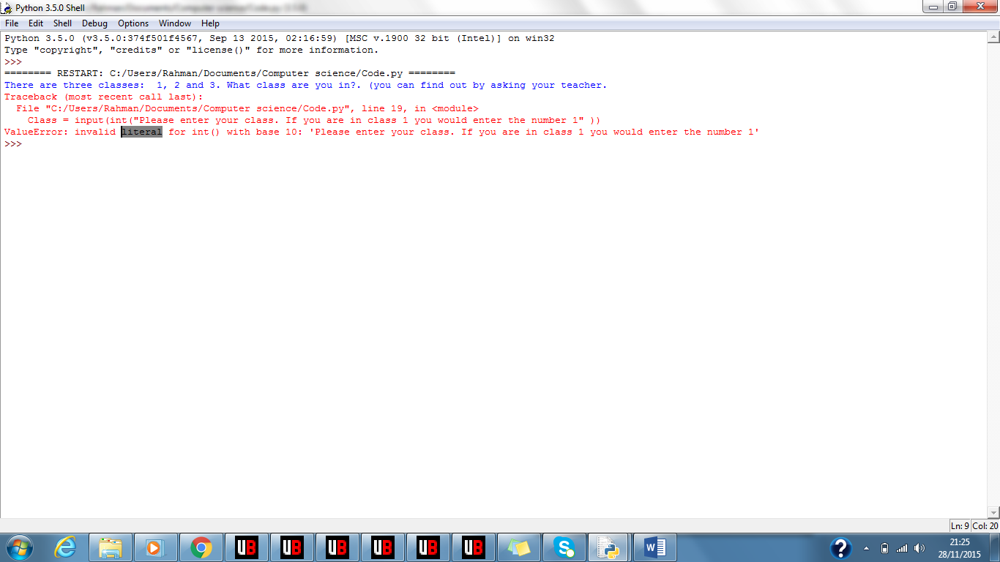 Python 3.5.0 Shell
File Edit Shell Debug Options Window Help
Python 3.5.0 (v3.5.0:374f501f4567, Sep 13 2015, 02:16:59) [MSC v.1900 32 bit (Intel)] on win32
Type "copyright", "credits" or "license()" for more information.
>>>
======== RESTART: C:/Users/Rahman/Documents/Computer science/Code.py ========
There are three classes:  1, 2 and 3. What class are you in?. (you can find out by asking your teacher.
Traceback (most recent call last):
  File "C:/Users/Rahman/Documents/Computer science/Code.py", line 19, in <module>
    Class = input(int("Please enter your class. If you are in class 1 you would enter the number 1" ))
ValueError: invalid literal for int() with base 10: 'Please enter your class. If you are in class 1 you would enter the number 1'
>>>
Ln: 9 Col: 20
UB UB UB UB UB UB
21:25
28/11/2015